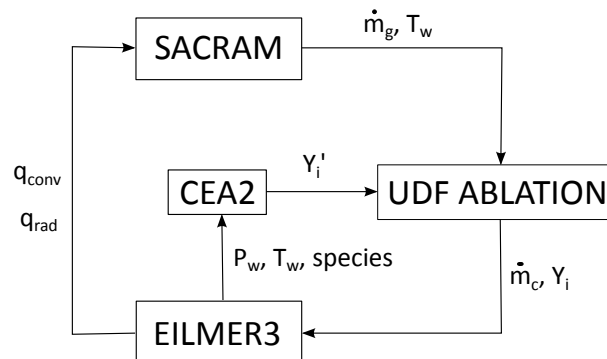 SACRAM
ṁg, Tw
qconv
qrad
Yi'
CEA2
UDF ABLATION
Pw, Tw, species
ṁc, Yi
EILMER3